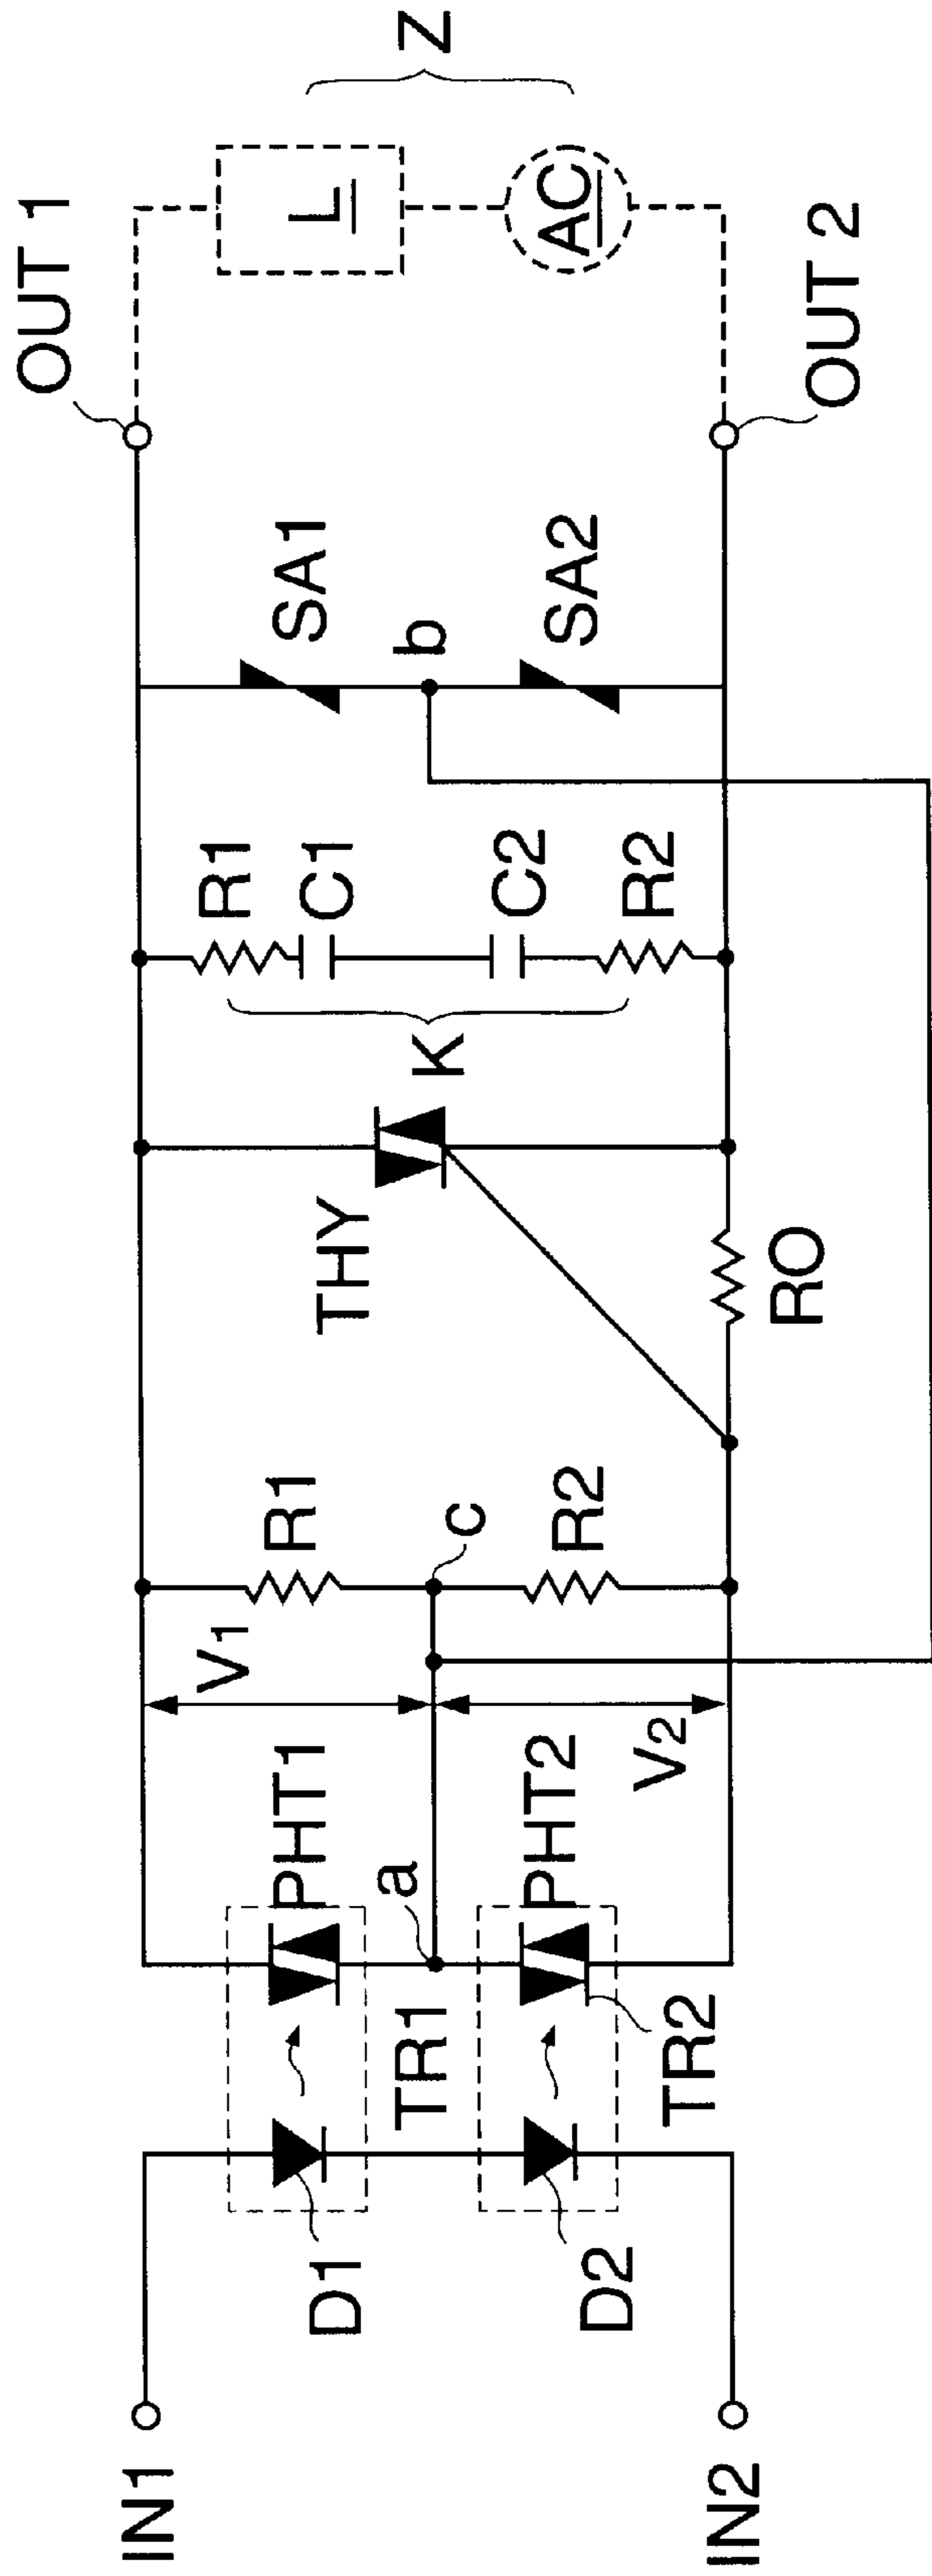 IN1
IN2
D1
D2
TR1
TR2
PHT1
PHT2
a
V1
V2
R1
R2
c
THY
RO
K
R1
C1
C2
R2
SA1
SA2
b
OUT 1
OUT 2
L
AC
Z